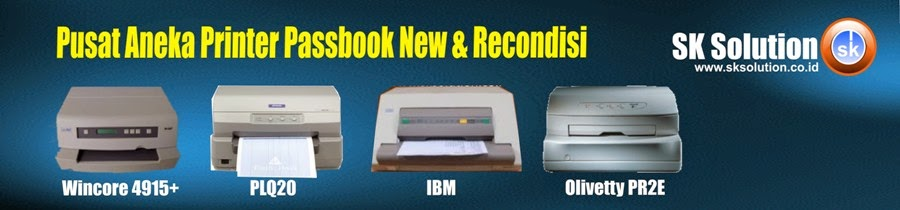 Pusat Aneka Printer Passbook New & Recondisi
SK Solution
www.sksolution.co.id
sk
Wincore 4915+
PLQ20
IBM
Olivetty PR2E
EPSON